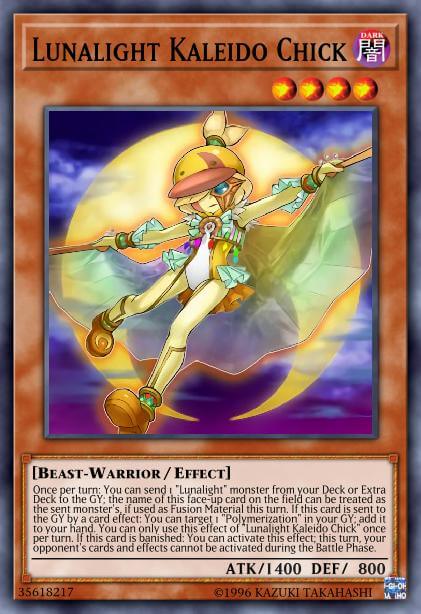 LUNALIGHT KALEIDO CHICK
DARK
闇
[BEAST-WARRIOR / EFFECT]
Once per turn: You can send 1 "Lunalight" monster from your Deck or Extra
Deck to the GY; the name of this face-up card on the field can be treated as
the sent monster's, if used as Fusion Material this turn. If this card is sent to
the GY by a card effect: You can target 1 "Polymerization" in your GY; add it
to your hand. You can only use this effect of "Lunalight Kaleido Chick" once
per turn. If this card is banished: You can activate this effect; this turn, your
opponent's cards and effects cannot be activated during the Battle Phase.
ATK/1400 DEF/ 800
35618217
©1996 KAZUKI TAKAHASHI